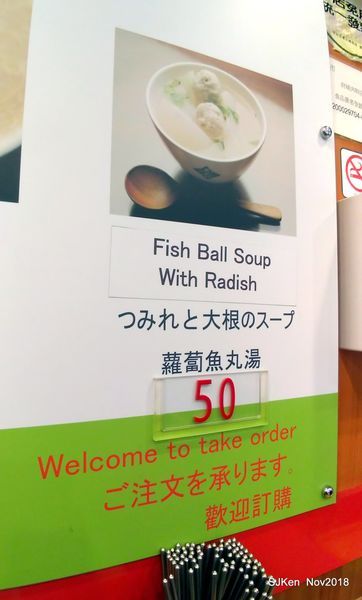 Fish Ball Soup
With Radish
つみれと大根のスープ
蘿蔔魚丸湯
50
Welcome to take order
ご注文を承ります。
歡迎訂購
SJKen Nov2018